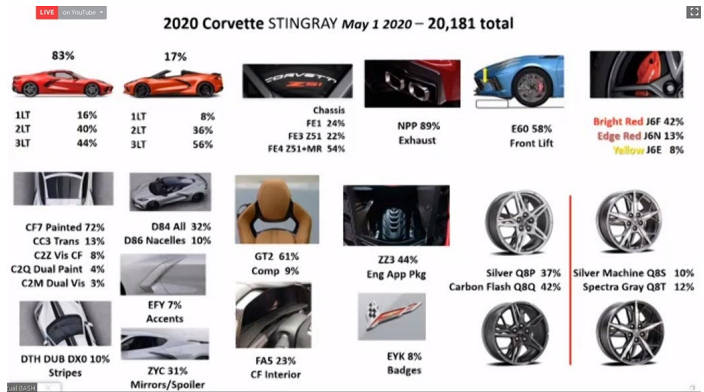 LIVE on YouTube
2020 Corvette STINGRAY May 1 2020 – 20,181 total
83%
17%
1LT 16%
2LT 40%
3LT 44%
1LT 8%
2LT 36%
3LT 56%
CORVETTE
Z51
Chassis
FE1 24%
FE3 Z51 22%
FE4 Z51+MR 54%
NPP 89%
Exhaust
E60 58%
Front Lift
Bright Red J6F 42%
Edge Red J6N 13%
Yellow J6E 8%
CF7 Painted 72%
CC3 Trans 13%
C2Z Vis CF 8%
C2Q Dual Paint 4%
C2M Dual Vis 3%
D84 All 32%
D86 Nacelles 10%
EFY 7%
Accents
GT2 61%
Comp 9%
ZZ3 44%
Eng App Pkg
Silver Q8P 37%
Carbon Flash Q8Q 42%
Silver Machine Q8S 10%
Spectra Gray Q8T 12%
DTH DUB DX0 10%
Stripes
ZYC 31%
Mirrors/Spoiler
FA5 23%
CF Interior
EYK 8%
Badges